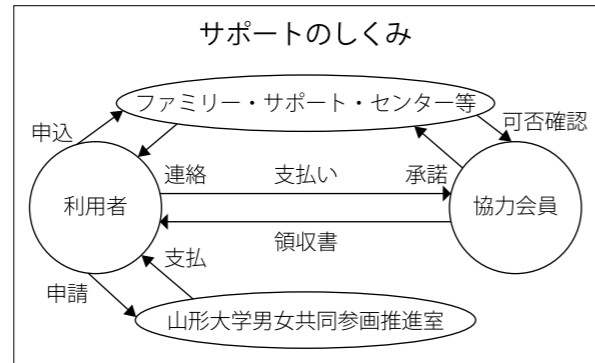 サポートのしくみ
ファミリー・サポート・センター等
申込
可否確認
連絡
支払い
承諾
利用者
協力会員
領収書
支払
申請
山形大学男女共同参画推進室